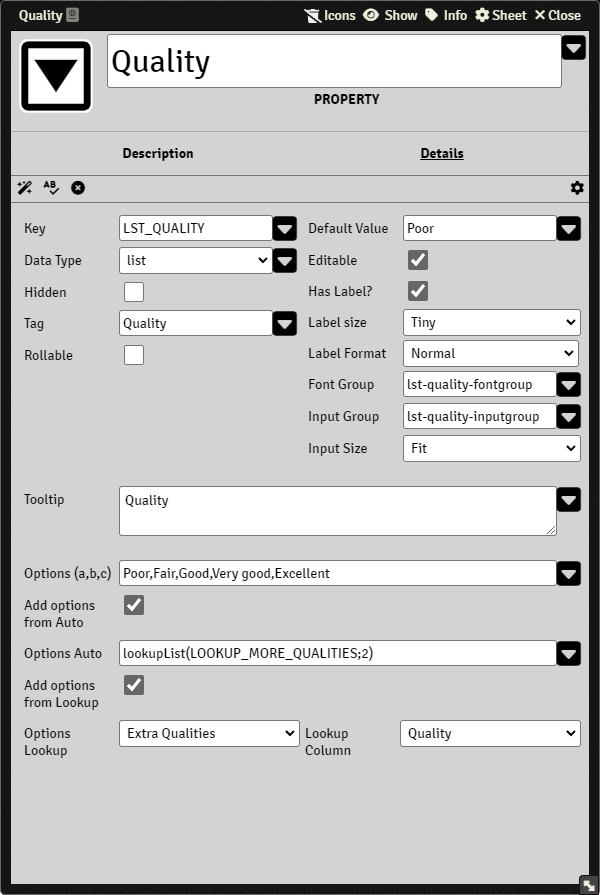 Quality Icons Show Info Sheet Close
Quality
PROPERTY
Description Details
AB
Key LST_QUALITY Default Value Poor
Data Type list Editable
Hidden Has Label?
Tag Quality Label size Tiny
Rollable Label Format Normal
Font Group lst-quality-fontgroup
Input Group lst-quality-inputgroup
Input Size Fit
Tooltip Quality
Options (a,b,c) Poor,Fair,Good,Very good,Excellent
Add options
from Auto
Options Auto lookupList(LOOKUP_MORE_QUALITIES;2)
Add options
from Lookup
Options Extra Qualities Lookup Quality
Lookup Column